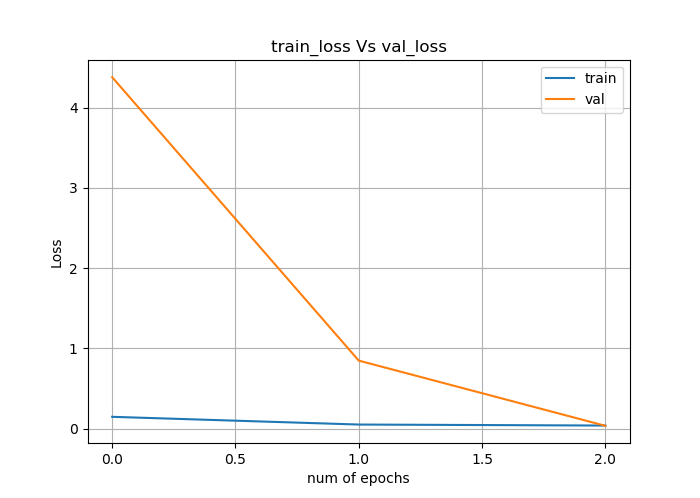 train_loss Vs val_loss
train
val
4
3
2
1
0
Loss
0.0 0.5 1.0 1.5 2.0
num of epochs